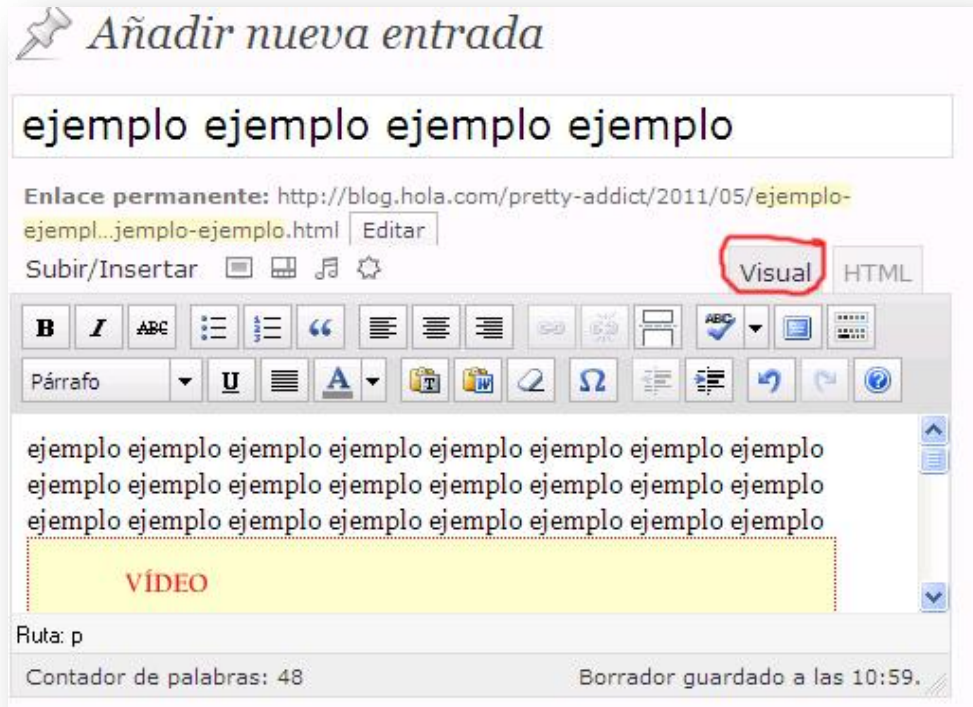 Añadir nueva entrada
ejemplo ejemplo ejemplo ejemplo
Enlace permanente: http://blog.hola.com/pretty-addict/2011/05/ejemplo-
ejempl...jemplo-ejemplo.html Editar
Subir/Insertar Visual HTML
B I ABC ABC
Párrafo U A T W Ω
ejemplo ejemplo ejemplo ejemplo ejemplo ejemplo ejemplo ejemplo
ejemplo ejemplo ejemplo ejemplo ejemplo ejemplo ejemplo ejemplo
ejemplo ejemplo ejemplo ejemplo ejemplo ejemplo ejemplo ejemplo
VÍDEO
Ruta: p
Contador de palabras: 48 Borrador guardado a las 10:59.